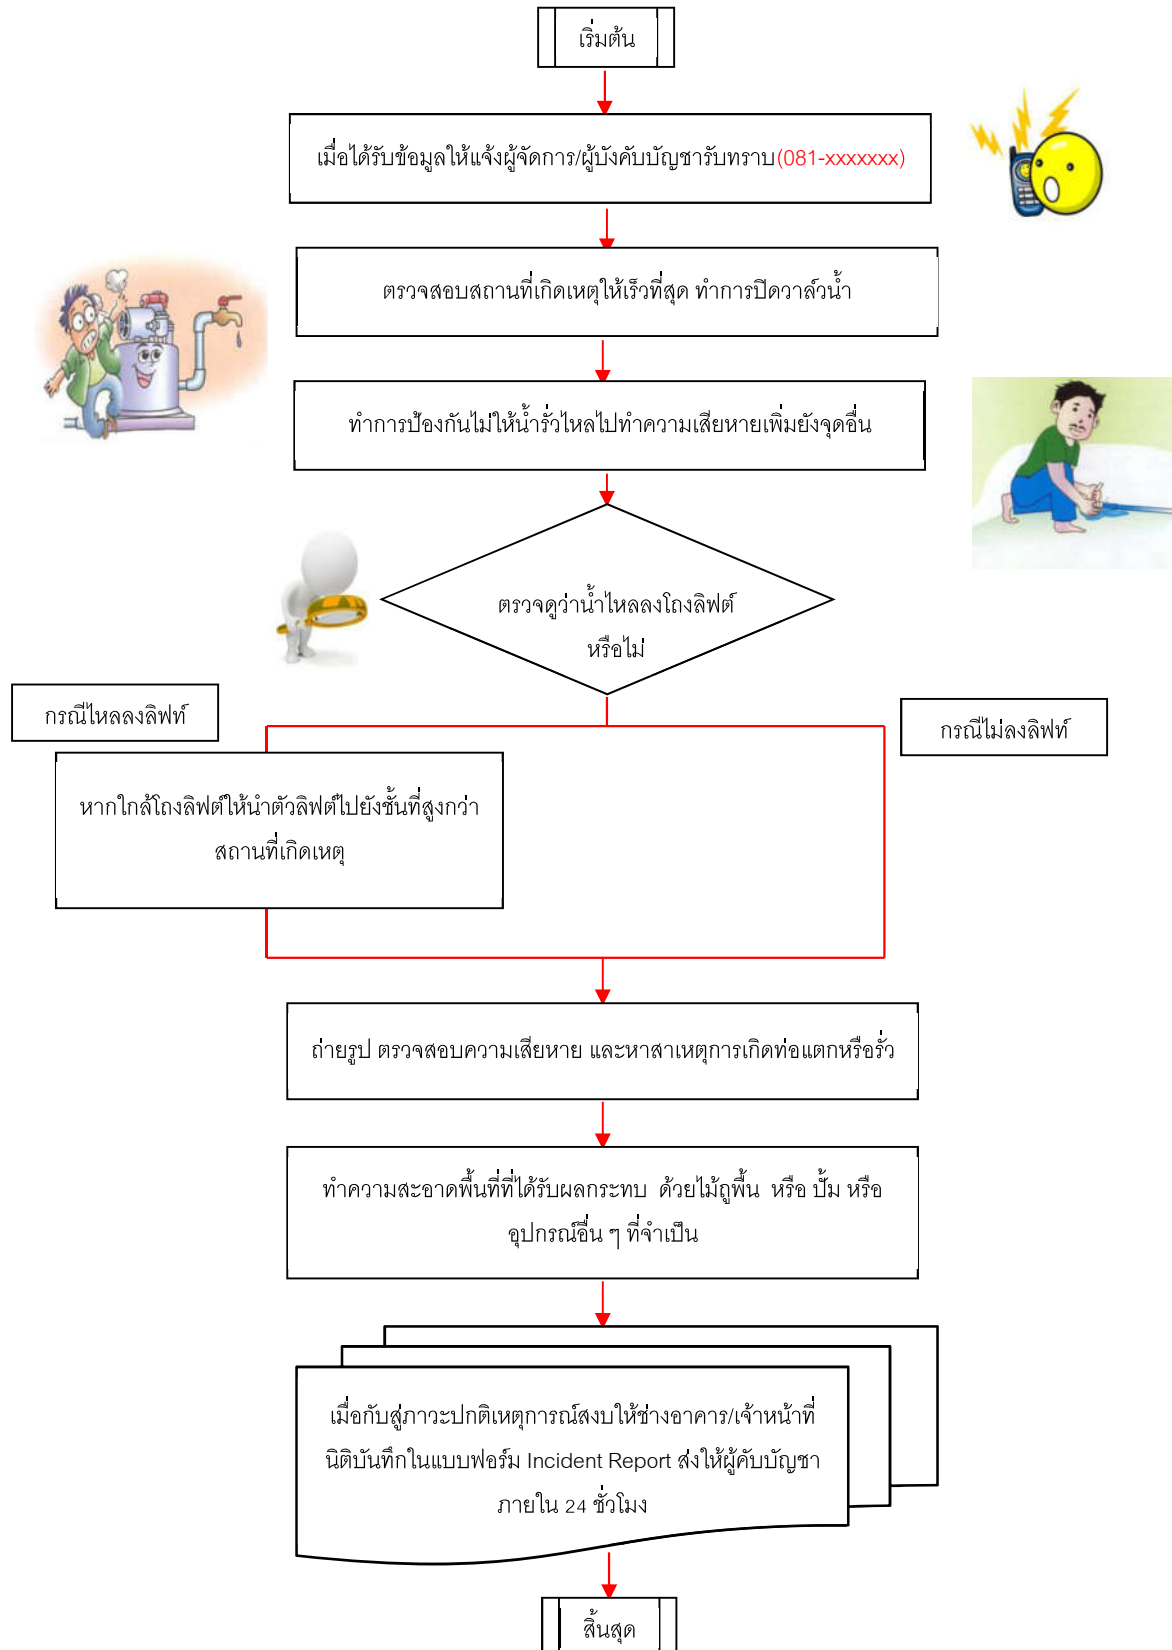 เริ่มต้น
เมื่อได้รับข้อมูลให้แจ้งผู้จัดการ/ผู้บังคับบัญชารับทราบ(081-xxxxxxx)
ตรวจสอบสถานที่เกิดเหตุให้เร็วที่สุด ทำการปิดวาล์วน้ำ
ทำการป้องกันไม่ให้น้ำรั่วไหลไปทำความเสียหายเพิ่มยังจุดอื่น
ตรวจดูว่าน้ำไหลลงโถงลิฟต์
หรือไม่
กรณีไหลลงลิฟท์
กรณีไม่ลงลิฟท์
หากใกล้โถงลิฟต์ให้นำตัวลิฟต์ไปยังชั้นที่สูงกว่า
สถานที่เกิดเหตุ
ถ่ายรูป ตรวจสอบความเสียหาย และหาสาเหตุการเกิดท่อแตกหรือรั่ว
ทำความสะอาดพื้นที่ที่ได้รับผลกระทบ ด้วยไม้ถูพื้น หรือ ปั้ม หรือ
อุปกรณ์อื่น ๆ ที่จำเป็น
เมื่อกับสู่ภาวะปกติเหตุการณ์สงบให้ช่างอาคาร/เจ้าหน้าที่
นิติบันทึกในแบบฟอร์ม Incident Report ส่งให้ผู้คับบัญชา
ภายใน 24 ชั่วโมง
สิ้นสุด